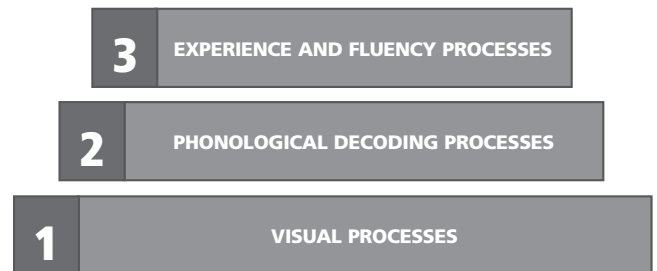 3 EXPERIENCE AND FLUENCY PROCESSES
2 PHONOLOGICAL DECODING PROCESSES
1 VISUAL PROCESSES